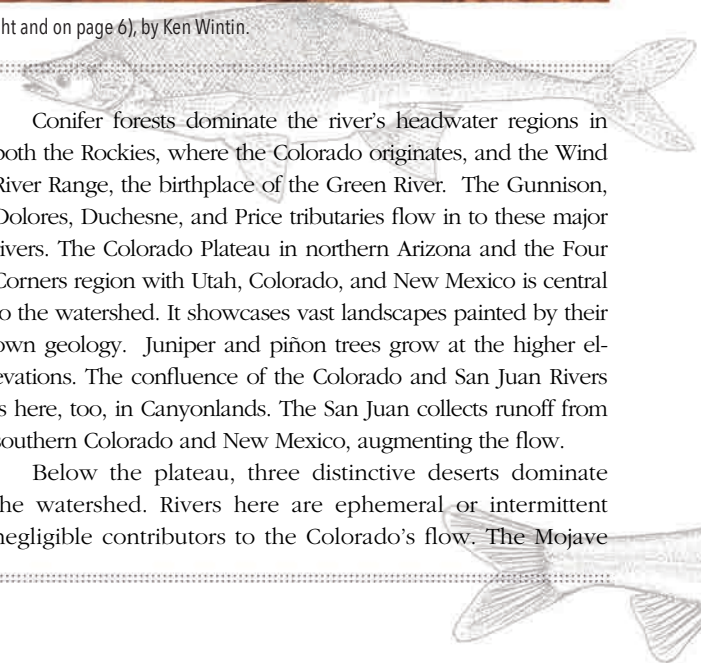 ht and on page 6), by Ken Wintin.
Conifer forests dominate the river's headwater regions in
both the Rockies, where the Colorado originates, and the Wind
River Range, the birthplace of the Green River. The Gunnison,
Dolores, Duchesne, and Price tributaries flow in to these major
ivers. The Colorado Plateau in northern Arizona and the Four
Corners region with Utah, Colorado, and New Mexico is central
o the watershed. It showcases vast landscapes painted by their
own geology. Juniper and piñon trees grow at the higher el-
evations. The confluence of the Colorado and San Juan Rivers
s here, too, in Canyonlands. The San Juan collects runoff from
southern Colorado and New Mexico, augmenting the flow.
Below the plateau, three distinctive deserts dominate
he watershed. Rivers here are ephemeral or intermittent
negligible contributors to the Colorado's flow. The Mojave